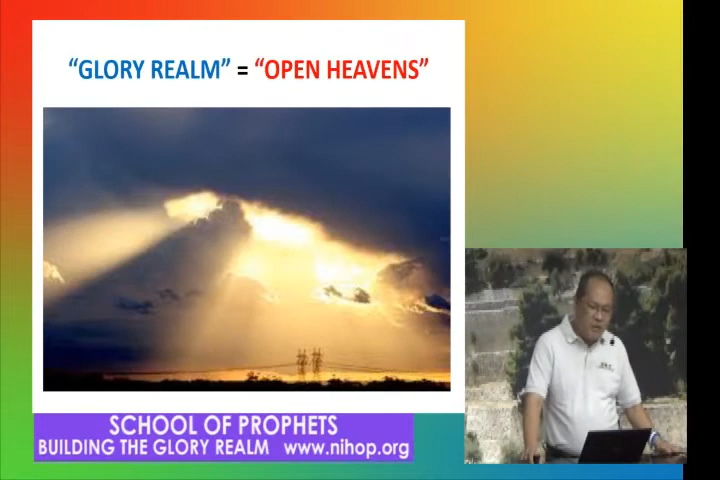 “GLORY REALM” = “OPEN HEAVENS”
SCHOOL OF PROPHETS
BUILDING THE GLORY REALM www.nihop.org